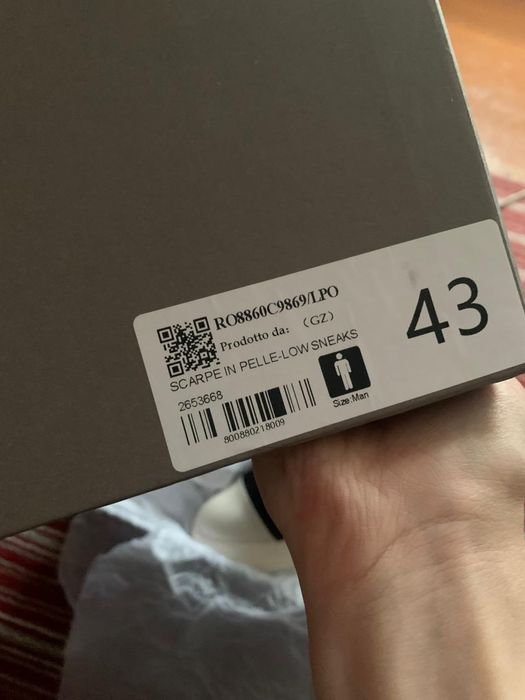 RO8860C9869/LPO
Prodotto da: （GZ）
SCARPE IN PELLE-LOW SNEAKS
2653668
800880218009
Size:Man
43